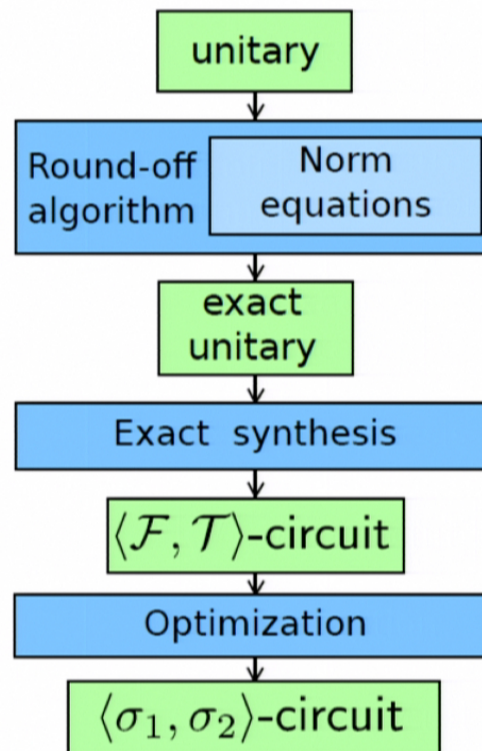 unitary
Round-off
algorithm
Norm
equations
exact
unitary
Exact synthesis
⟨ℱ, 𝒯⟩-circuit
Optimization
⟨σ₁, σ₂⟩-circuit